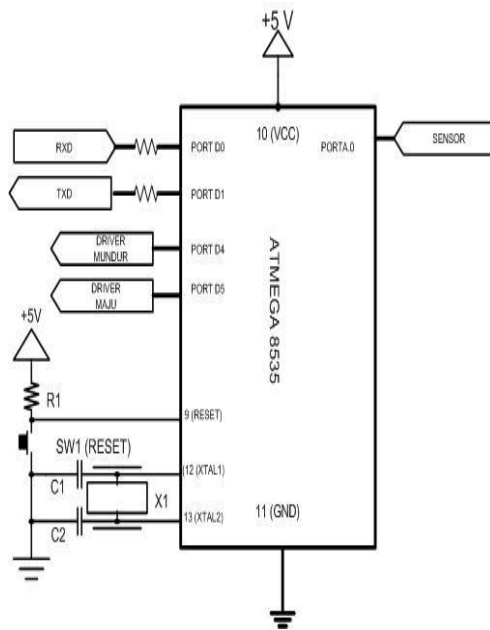 +5 V
10 (VCC)
RXD
PORT D0
PORTA.0
SENSOR
TXD
PORT D1
DRIVER
MUNDUR
PORT D4
DRIVER
MAJU
PORT D5
ATMEGA 8535
+5V
R1
9 (RESET)
SW1 (RESET)
(12 (XTAL1)
C1
X1
C2
13 (XTAL2)
11 (GND)